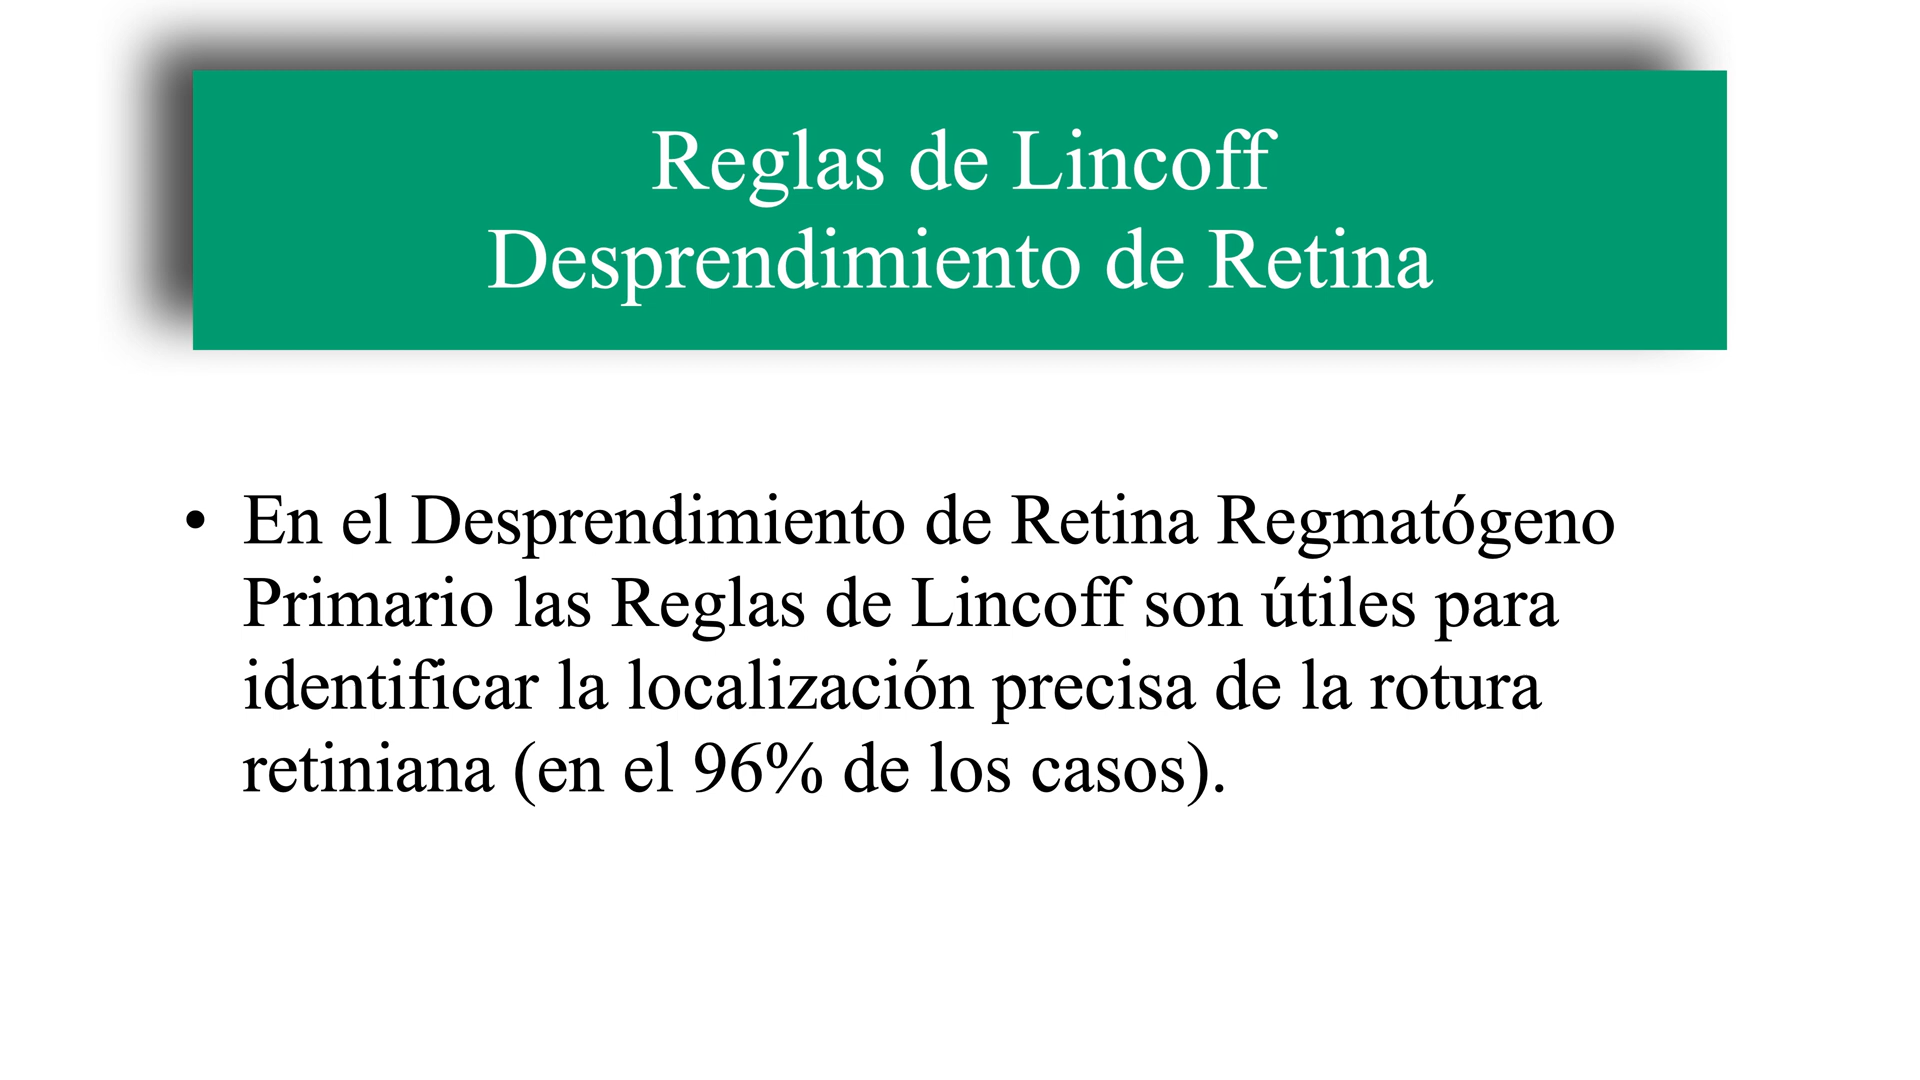 Reglas de Lincoff
Desprendimiento de Retina
• En el Desprendimiento de Retina Regmatógeno
Primario las Reglas de Lincoff son útiles para
identificar la localización precisa de la rotura
retiniana (en el 96% de los casos).